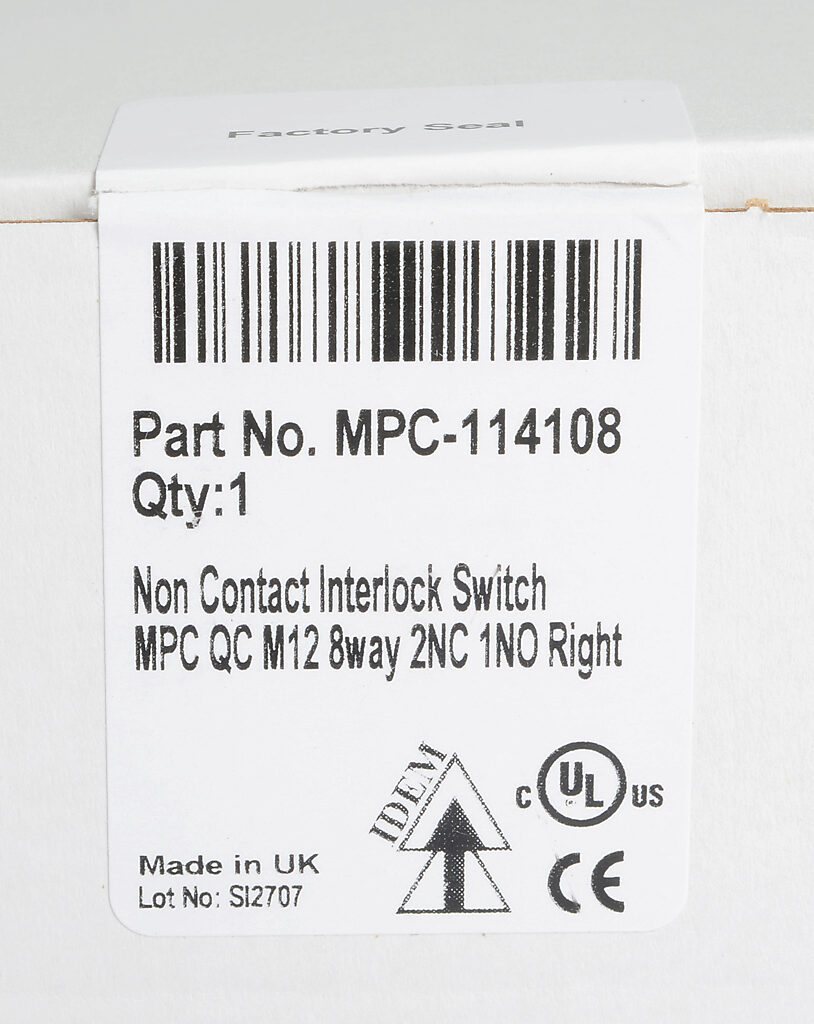 Factory Seal
Part No. MPC-114108
Qty:1
Non Contact Interlock Switch
MPC QC M12 8way 2NC 1NO Right
IDEM
C UL US
CE
Made in UK
Lot No: SI2707